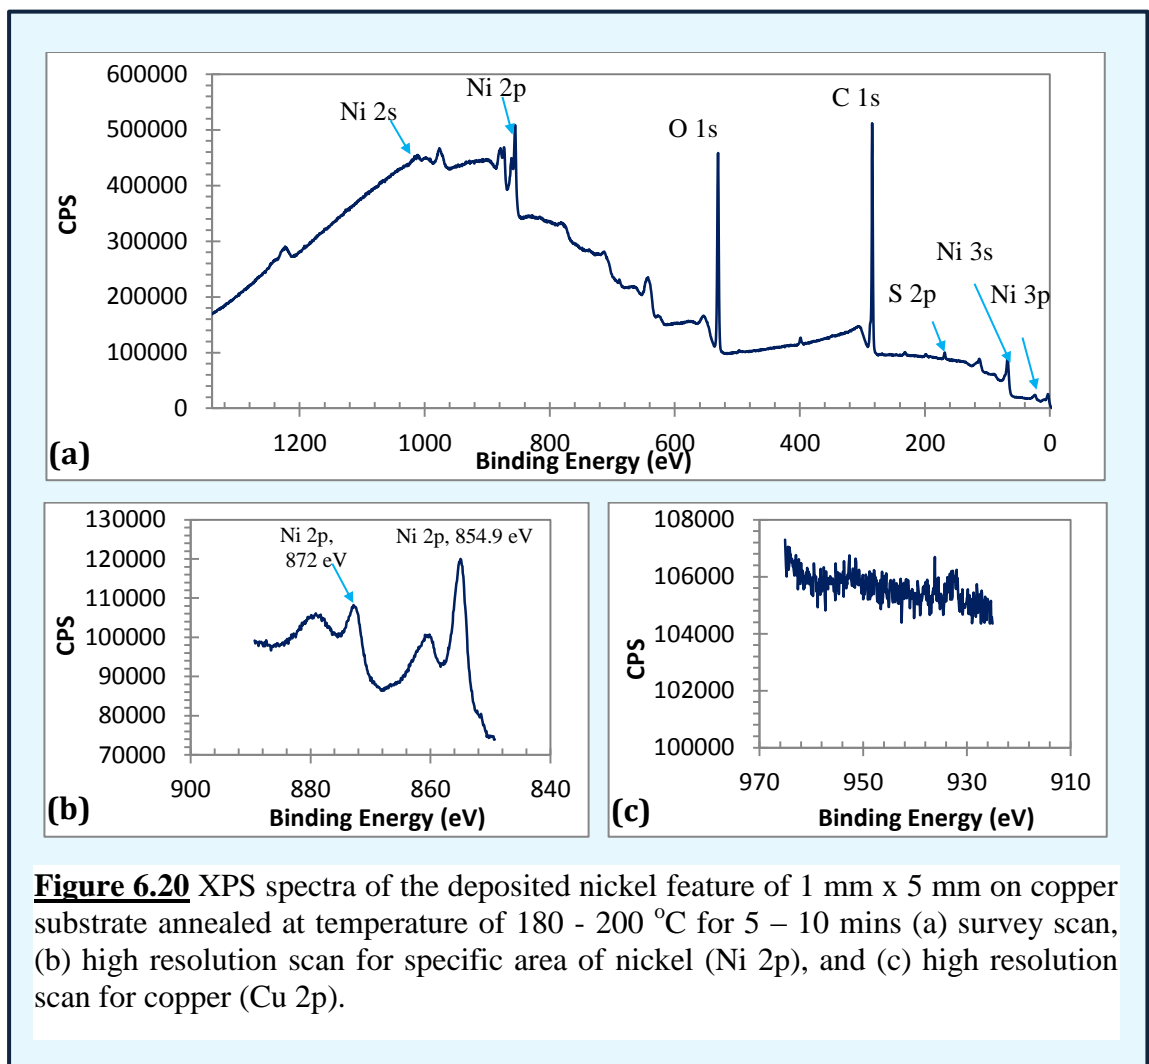 600000
500000
400000
300000
200000
100000
0
CPS
Ni 2s
Ni 2p
O 1s
C 1s
S 2p
Ni 3s
Ni 3p
1200 1000 800 600 400 200 0
Binding Energy (eV)
(a)
130000
120000
110000
100000
90000
80000
70000
CPS
Ni 2p,
872 eV
Ni 2p, 854.9 eV
900 880 860 840
Binding Energy (eV)
(b)
108000
106000
104000
102000
100000
CPS
970 950 930 910
Binding Energy (eV)
(c)
Figure 6.20 XPS spectra of the deposited nickel feature of 1 mm x 5 mm on copper
substrate annealed at temperature of 180 - 200 °C for 5 – 10 mins (a) survey scan,
(b) high resolution scan for specific area of nickel (Ni 2p), and (c) high resolution
scan for copper (Cu 2p).